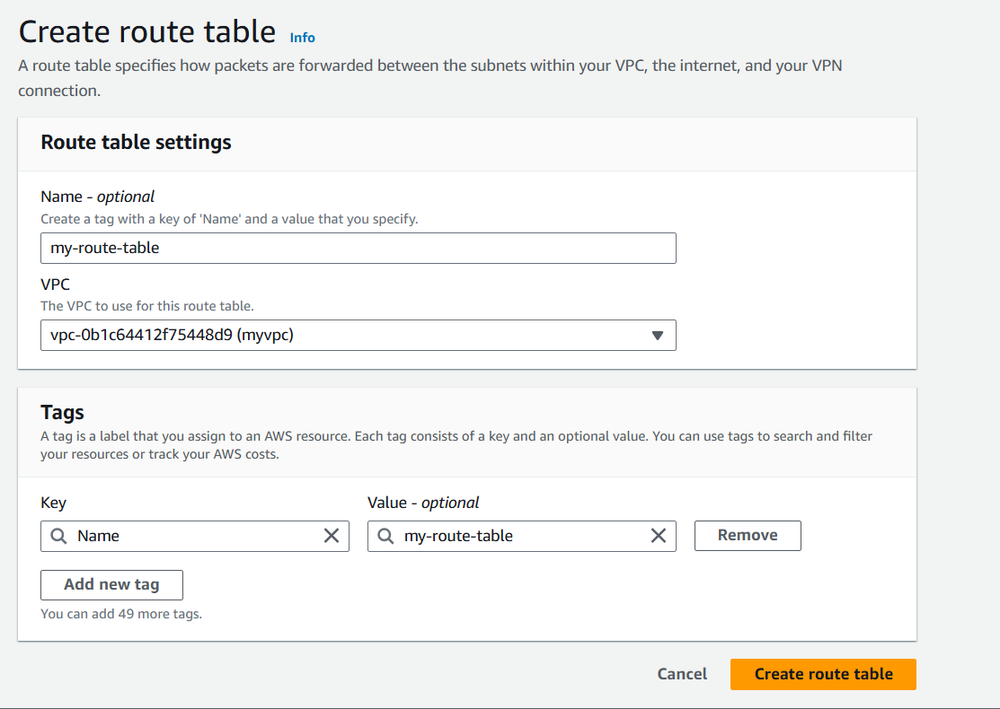 Create route table Info
A route table specifies how packets are forwarded between the subnets within your VPC, the internet, and your VPN
connection.
Route table settings
Name - optional
Create a tag with a key of 'Name' and a value that you specify.
my-route-table
VPC
The VPC to use for this route table.
vpc-0b1c64412f75448d9 (myvpc)
Tags
A tag is a label that you assign to an AWS resource. Each tag consists of a key and an optional value. You can use tags to search and filter
your resources or track your AWS costs.
Key Value - optional
Name my-route-table Remove
Add new tag
You can add 49 more tags.
Cancel Create route table